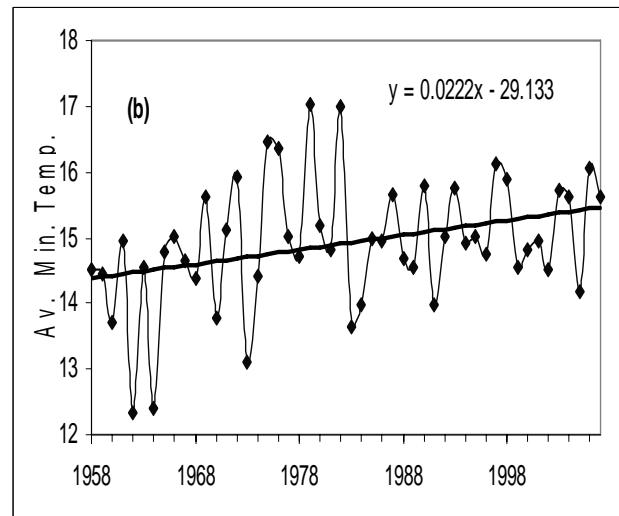 18
17
16
15
14
13
12
Av. Min. Temp.
(b)
y = 0.0222x - 29.133
1958 1968 1978 1988 1998